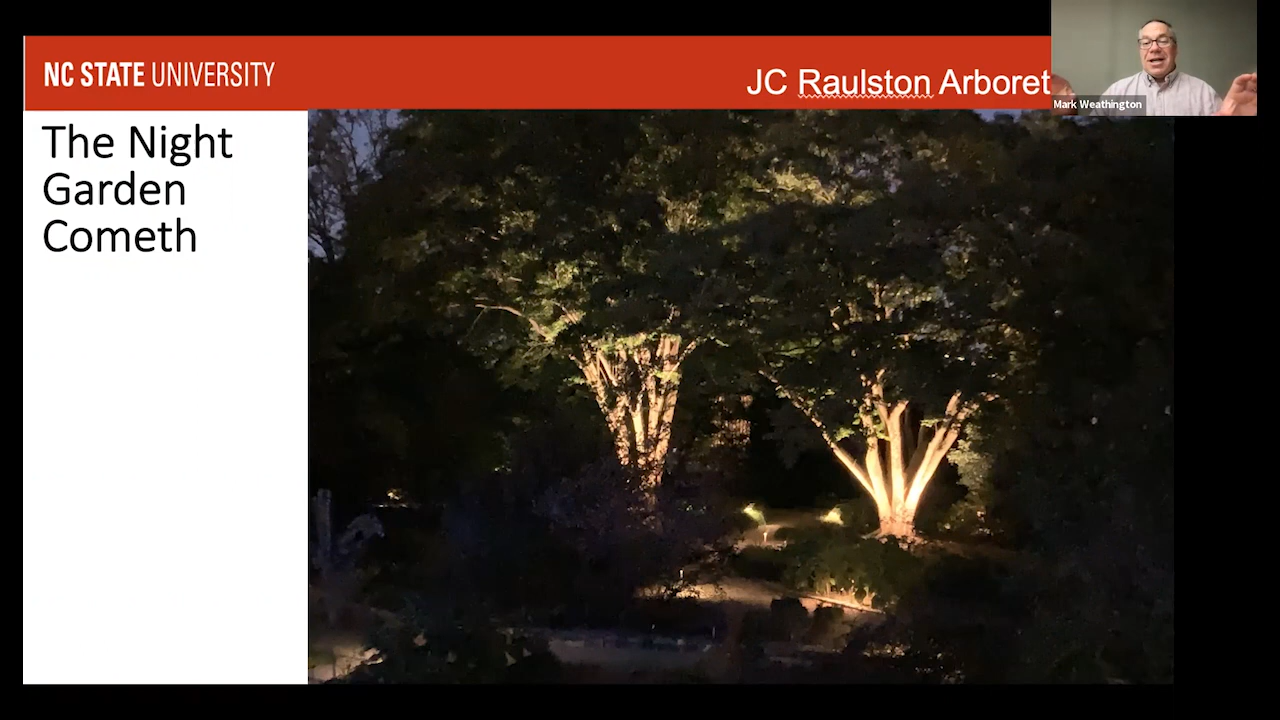 NC STATE UNIVERSITY
JC Raulston Arboret
Mark Weathington
The Night
Garden
Cometh